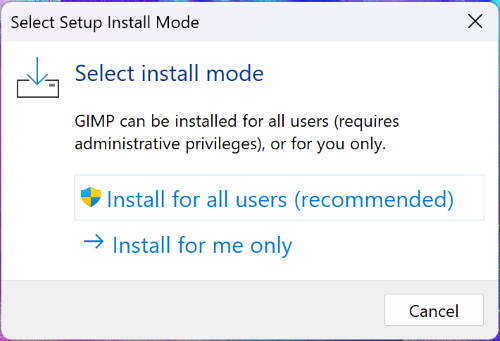 Select Setup Install Mode
Select install mode
GIMP can be installed for all users (requires
administrative privileges), or for you only.
Install for all users (recommended)
Install for me only
Cancel